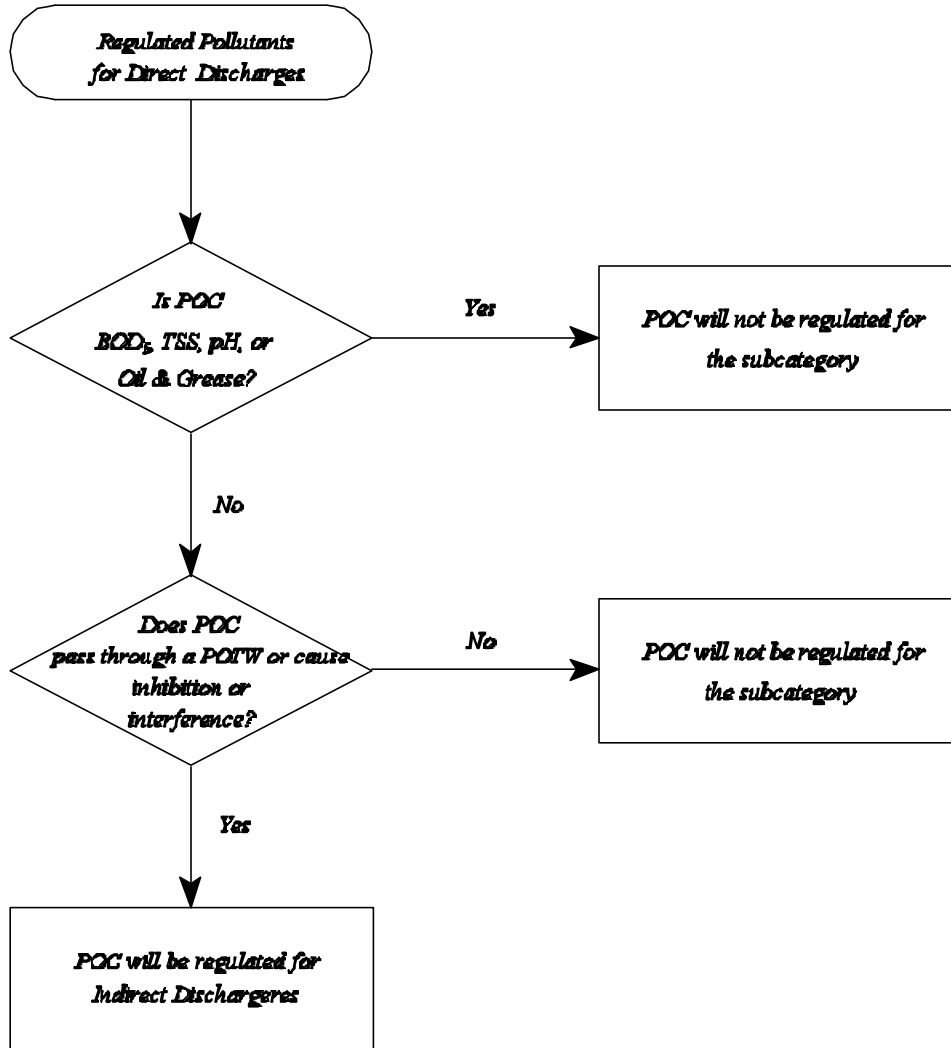 Regulated Pollutants
for Direct Discharges
Is POC
BOD₅, TSS, pH, or
Oil & Grease?
Yes
POC will not be regulated for
the subcategory
No
Does POC
pass through a POTW or cause
inhibition or
interference?
No
POC will not be regulated for
the subcategory
Yes
POC will be regulated for
Indirect Dischargeres